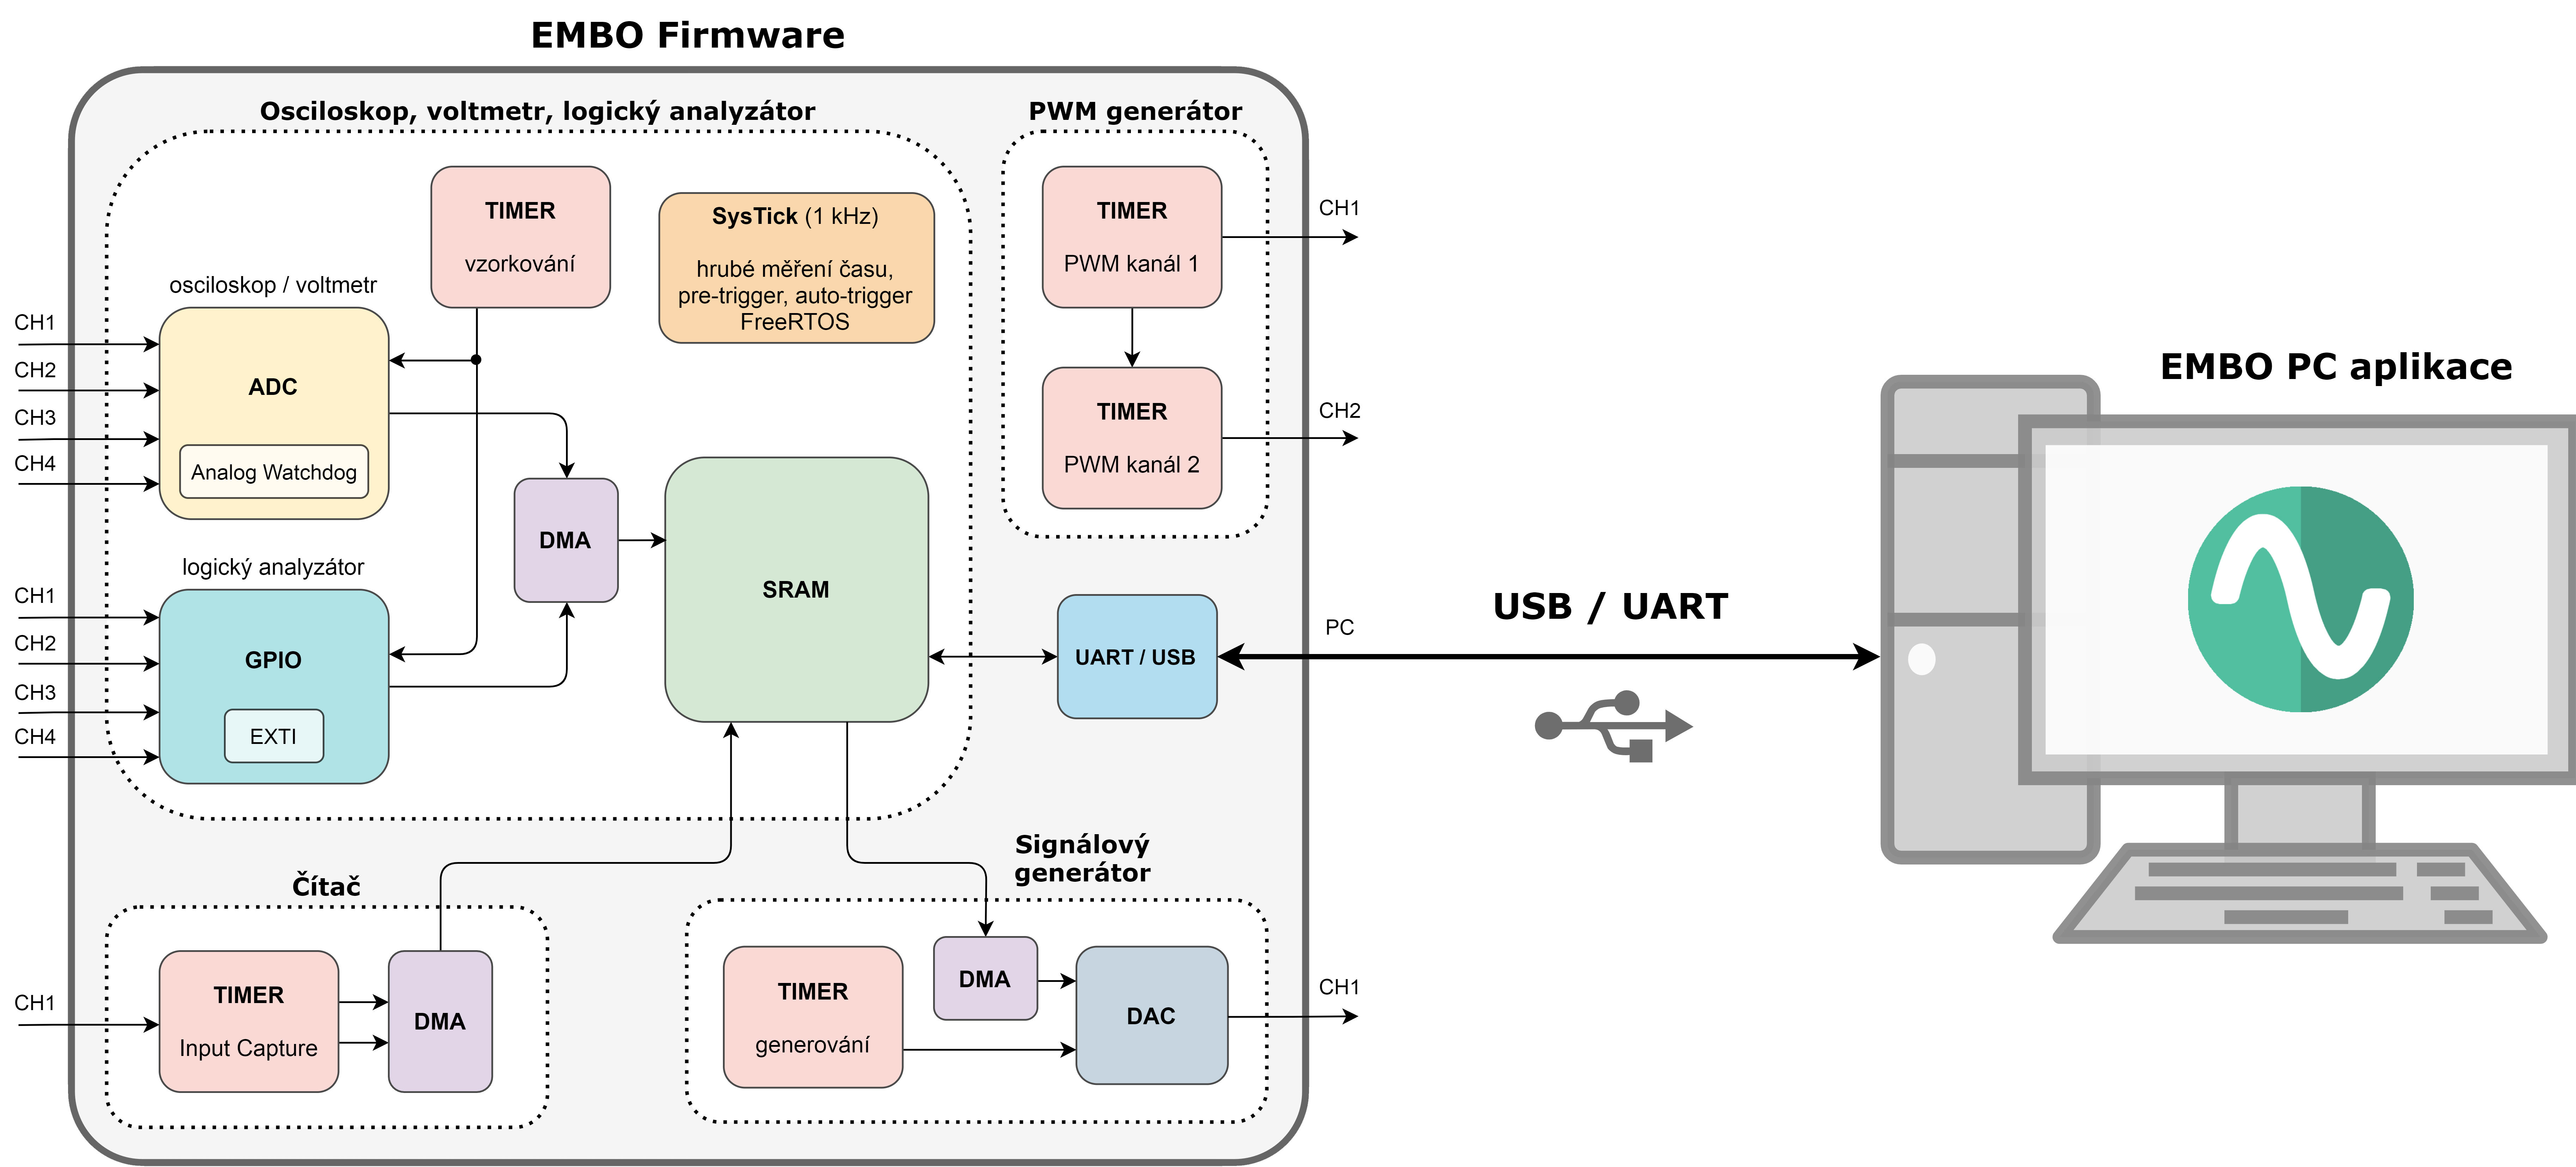 EMBO Firmware
Osciloskop, voltmetr, logický analyzátor
TIMER
vzorkování
SysTick (1 kHz)
hrubé měření času,
pre-trigger, auto-trigger
FreeRTOS
osciloskop / voltmetr
CH1
CH2
CH3
CH4
ADC
Analog Watchdog
logický analyzátor
CH1
CH2
CH3
CH4
GPIO
EXTI
DMA
SRAM
PWM generátor
TIMER
PWM kanál 1
CH1
TIMER
PWM kanál 2
CH2
UART / USB
PC
USB / UART
EMBO PC aplikace
Čítač
CH1
TIMER
Input Capture
DMA
Signálový
generátor
TIMER
generování
DMA
DAC
CH1